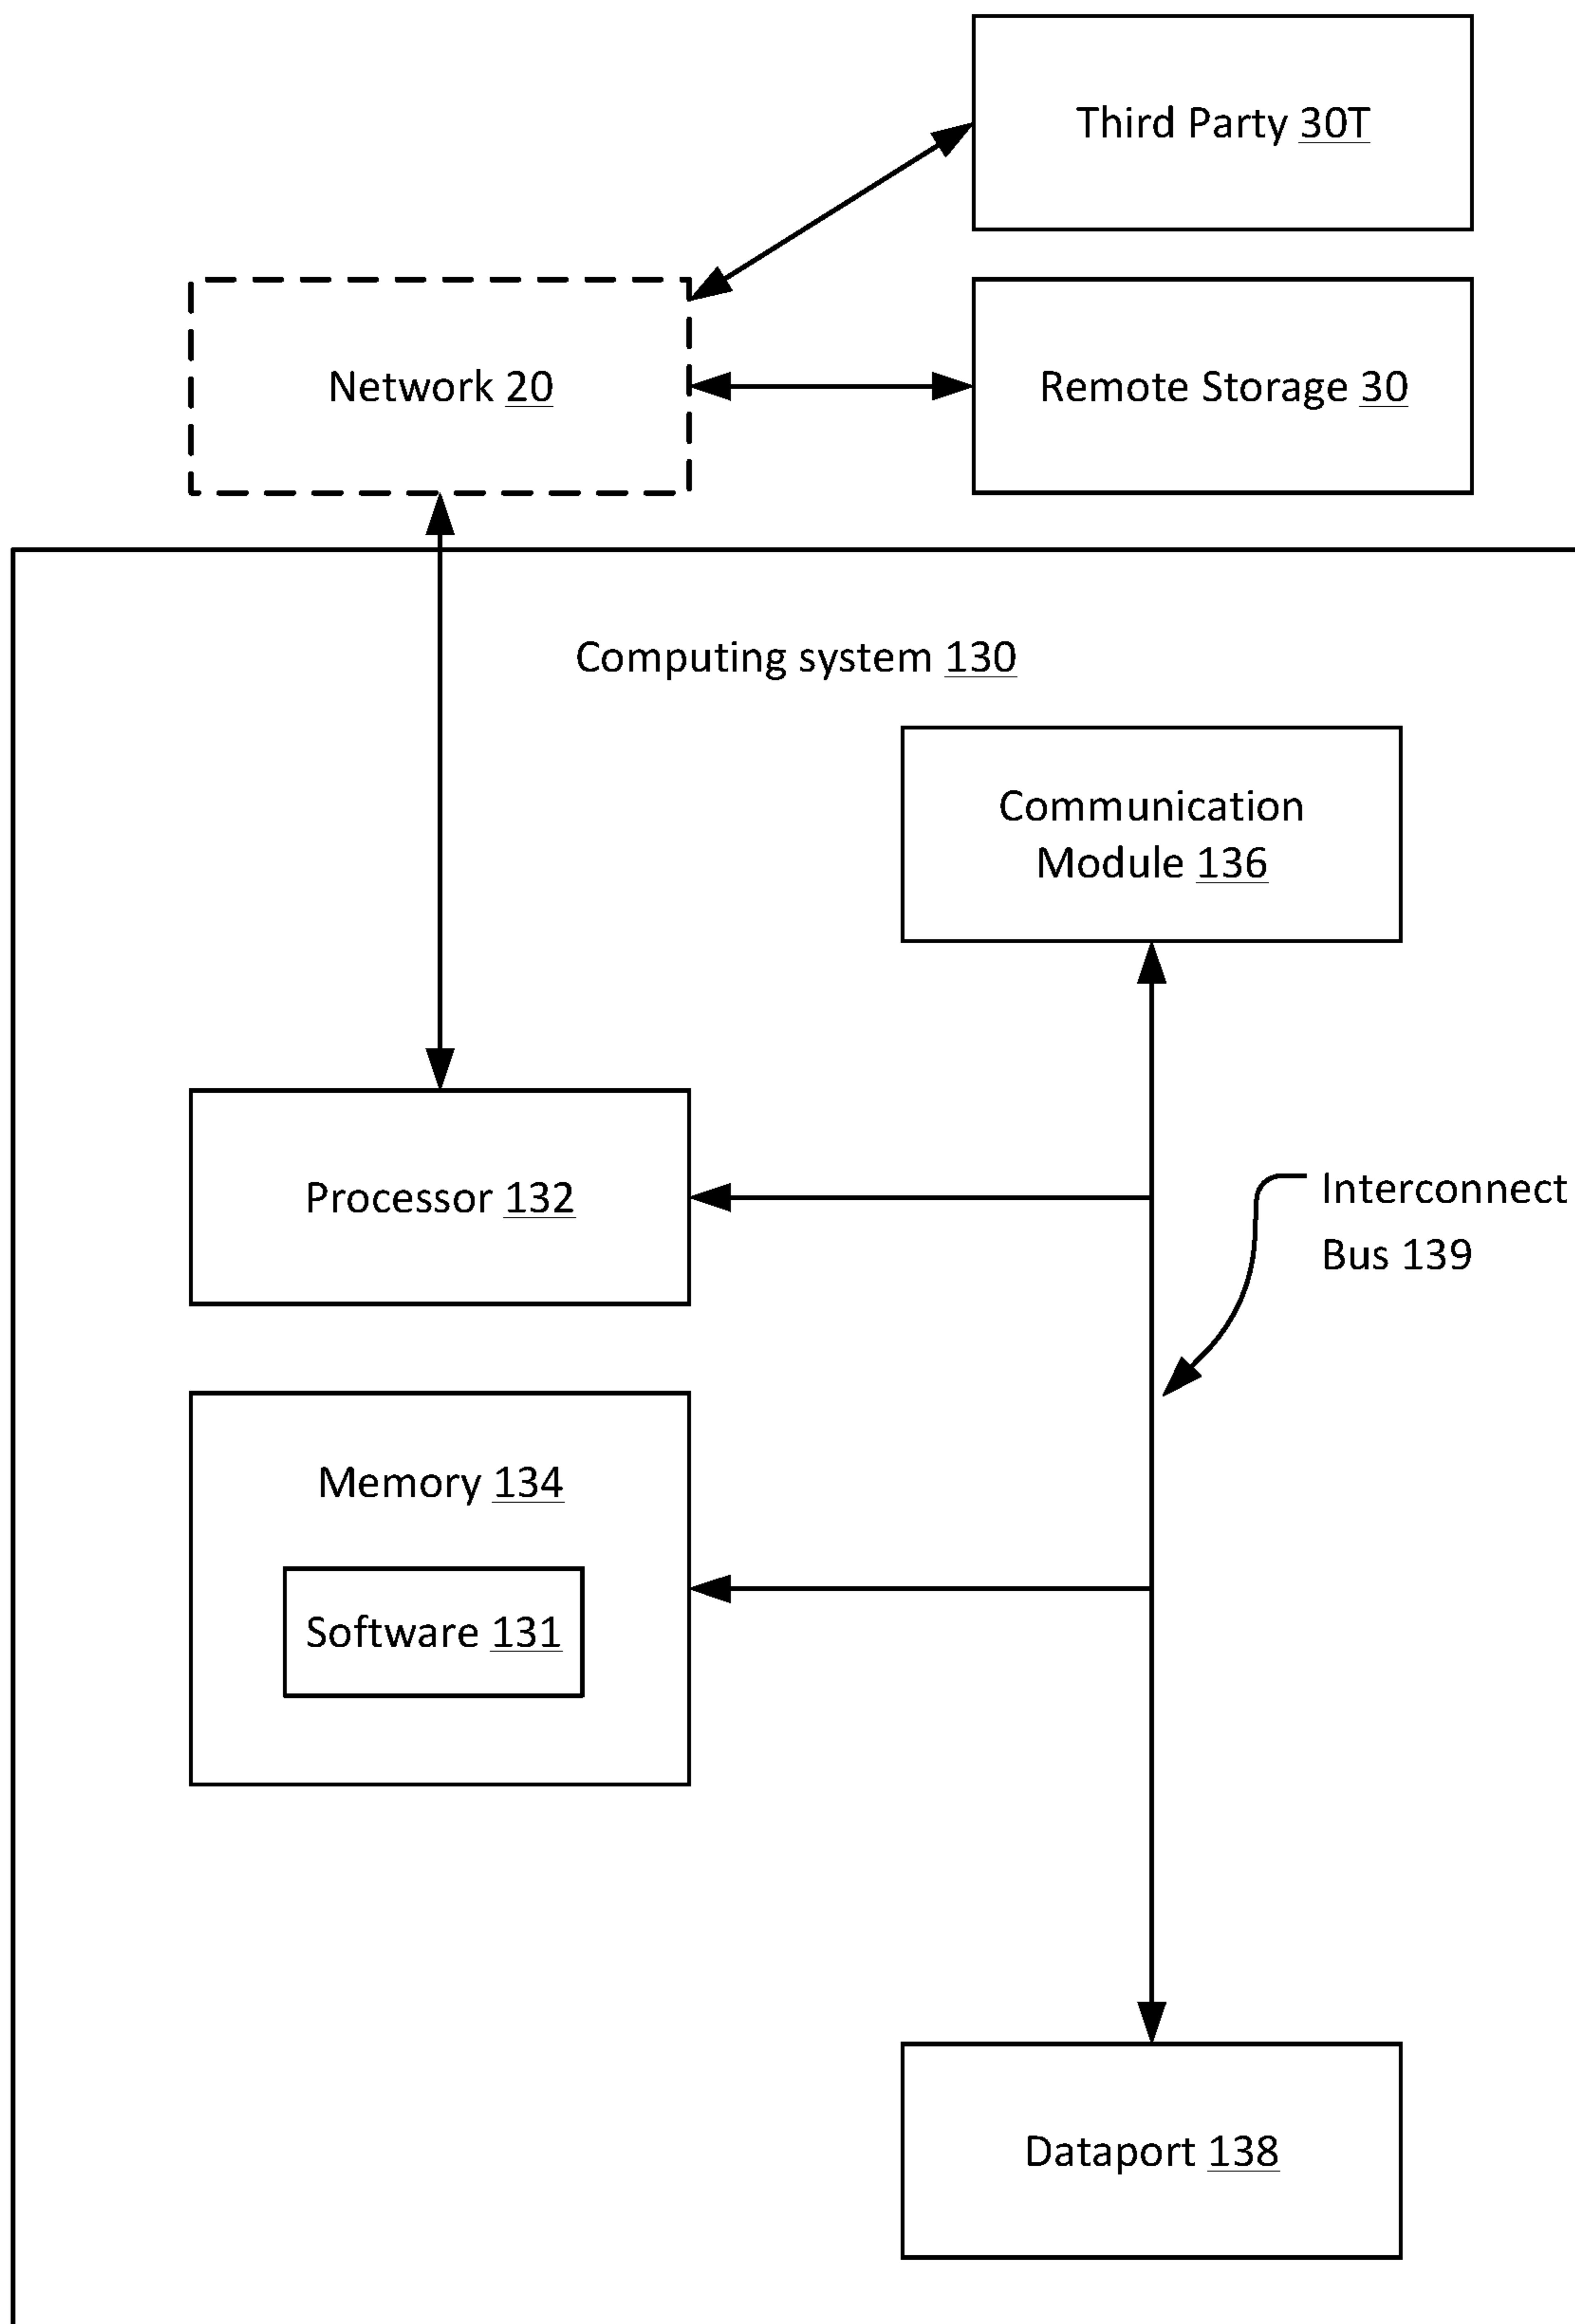 Third Party 30T
Network 20
Remote Storage 30
Computing system 130
Communication
Module 136
Processor 132
Interconnect
Bus 139
Memory 134
Software 131
Dataport 138